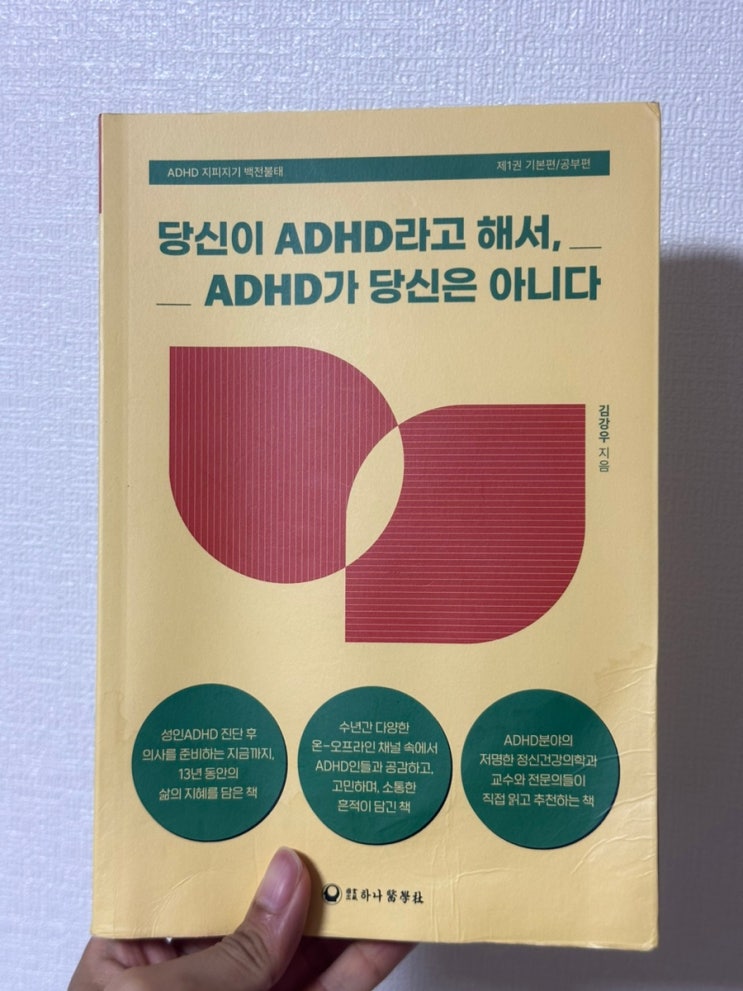 ADHD 지피지기 백전불태
제1권 기본편/공부편
당신이 ADHD라고 해서,
ADHD가 당신은 아니다
김강우 지음
성인ADHD 진단 후
의사를 준비하는 지금까지,
13년 동안의
삶의 지혜를 담은 책
수년간 다양한
온-오프라인 채널 속에서
ADHD인들과 공감하고,
고민하며, 소통한
흔적이 담긴 책
ADHD분야의
저명한 정신건강의학과
교수와 전문의들이
직접 읽고 추천하는 책
하나醫學社